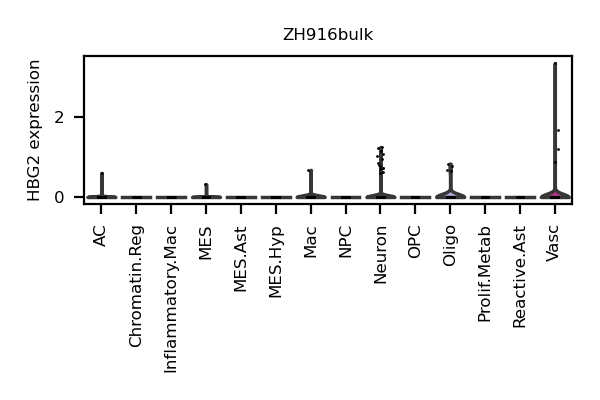 ZH916bulk
HBG2 expression
2
0
AC
Chromatin.Reg
Inflammatory.Mac
MES
MES.Ast
MES.Hyp
Mac
NPC
Neuron
OPC
Oligo
Prolif.Metab
Reactive.Ast
Vasc